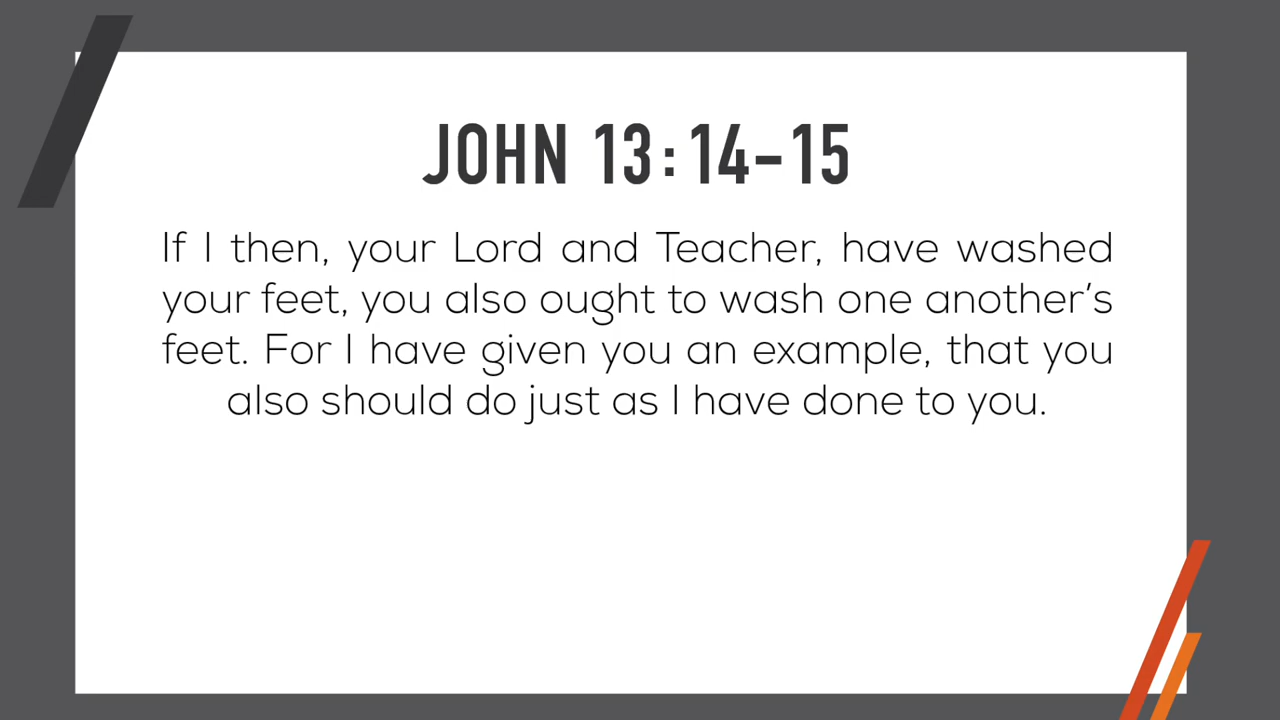 JOHN 13:14-15
If I then, your Lord and Teacher, have washed
your feet, you also ought to wash one another’s
feet. For I have given you an example, that you
also should do just as I have done to you.